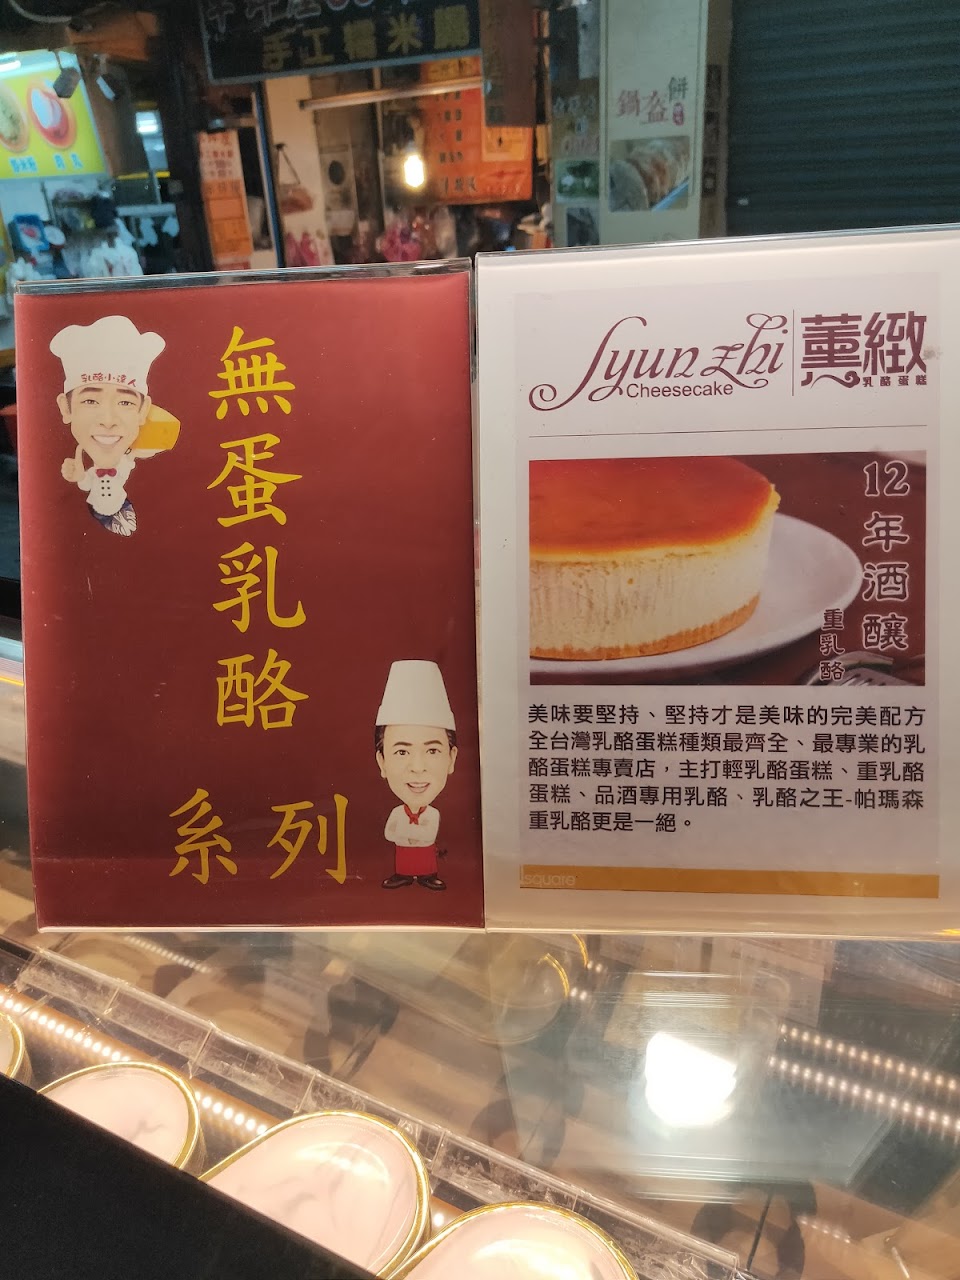 手工糯米腸
鍋盔
餅
乳酪小達人
無蛋乳酪
系列
Syun zhi
Cheesecake
薰緻
乳酪蛋糕
12年酒釀
重乳酪
美味要堅持、堅持才是美味的完美配方
全台灣乳酪蛋糕種類最齊全、最專業的乳
酪蛋糕專賣店，主打輕乳酪蛋糕、重乳酪
蛋糕、品酒專用乳酪、乳酪之王-帕瑪森
重乳酪更是一絕。
square